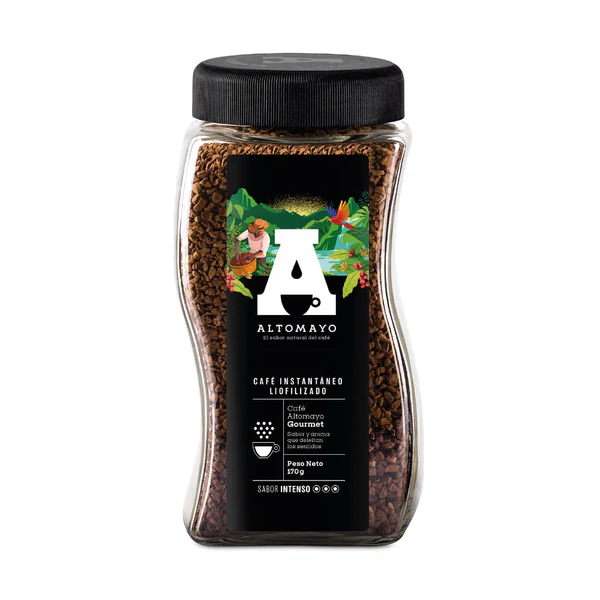 A
ALTOMAYO
El sabor natural del café
CAFÉ INSTANTÁNEO
LIOFILIZADO
Café
Altomayo
Gourmet
Sabor y aroma
que deleitan
los sentidos
Peso Neto
170g
SABOR INTENSO